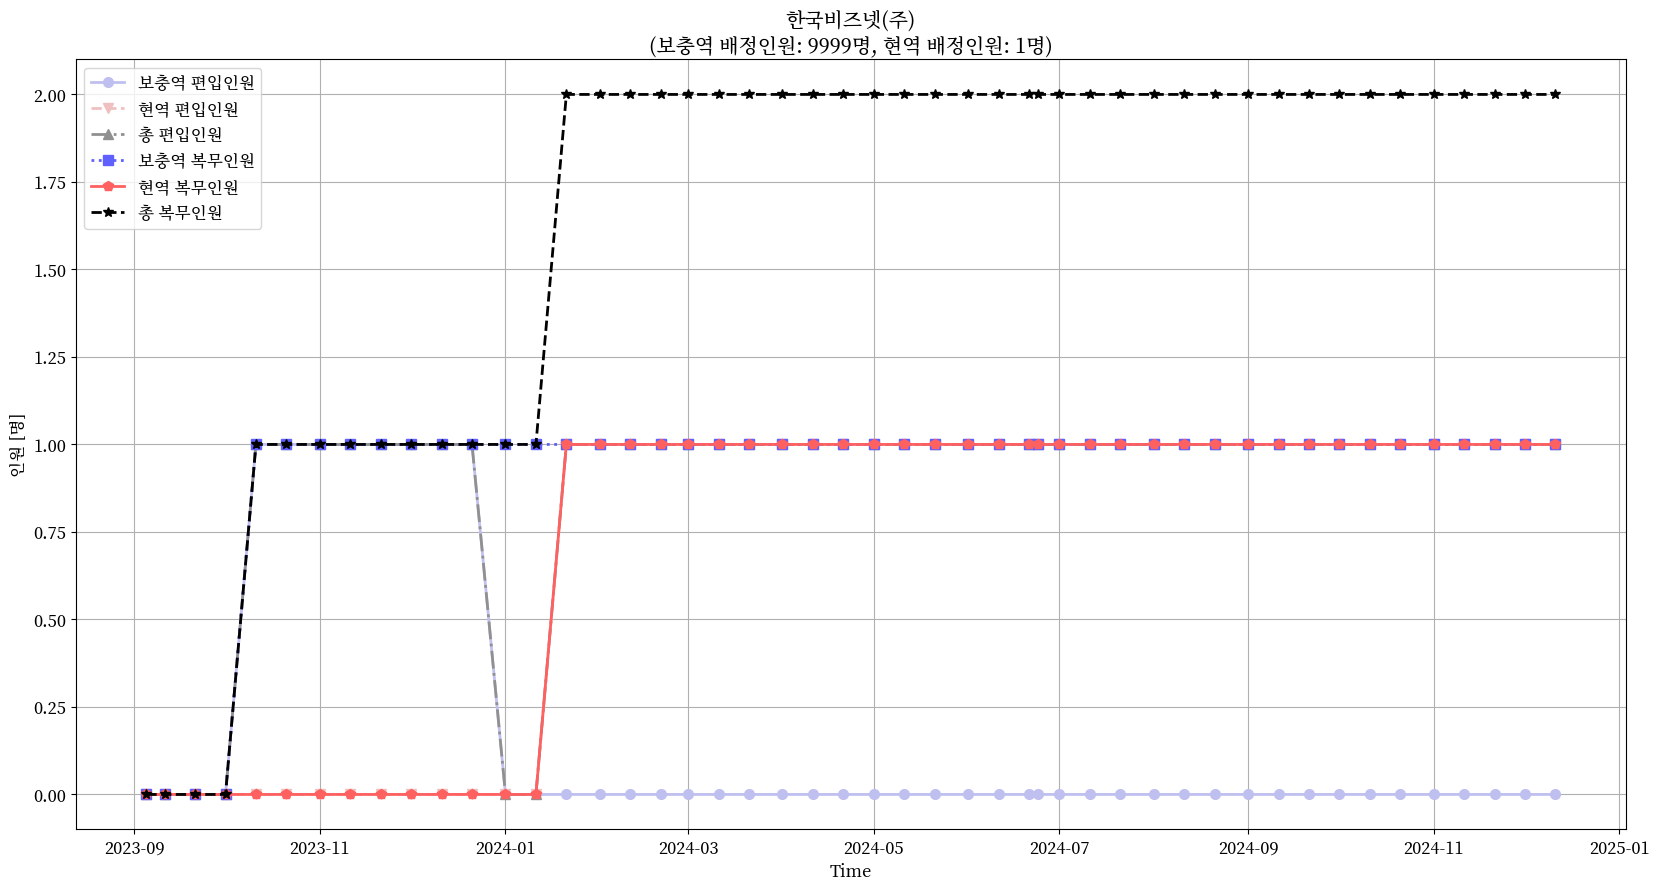 한국비즈넷(주)
(보충역 배정인원: 9999명, 현역 배정인원: 1명)
보충역 편입인원
현역 편입인원
총 편입인원
보충역 복무인원
현역 복무인원
총 복무인원
2.00
1.75
1.50
1.25
1.00
0.75
0.50
0.25
0.00
인원 [명]
2023-09 2023-11 2024-01 2024-03 2024-05 2024-07 2024-09 2024-11 2025-01
Time